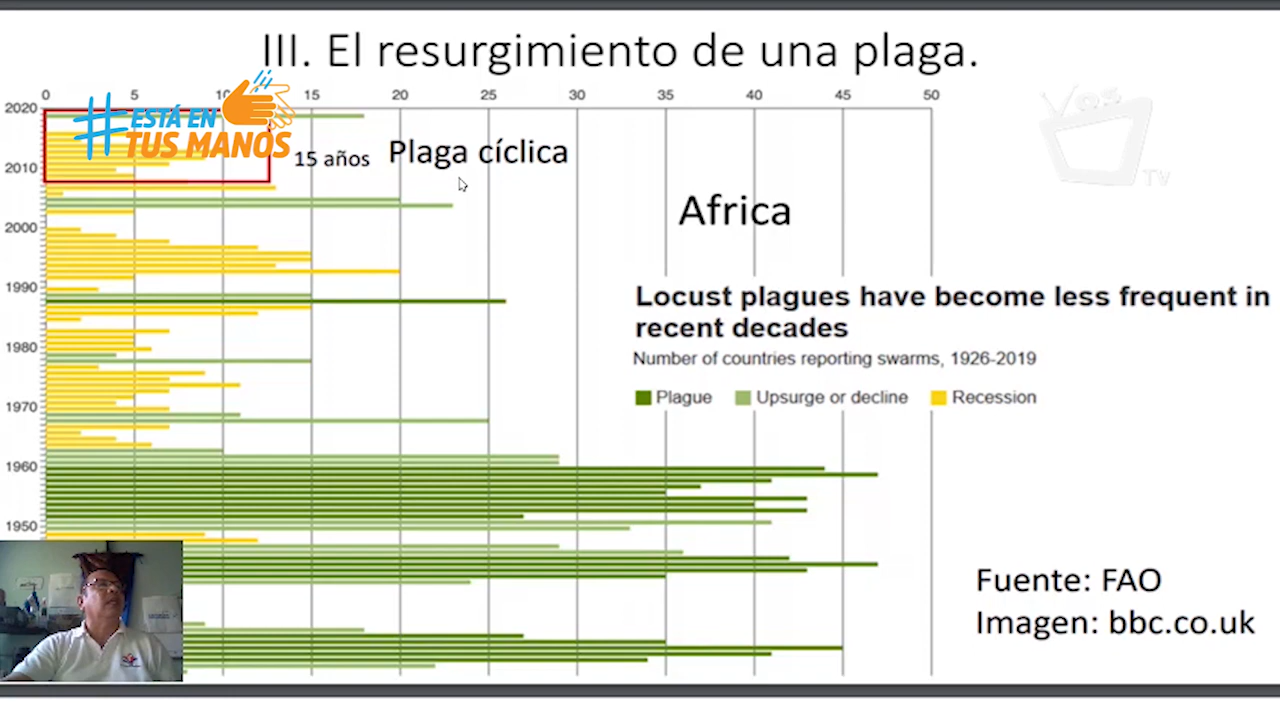 III. El resurgimiento de una plaga.
0 5 15 20 25 30 35 40 45 50
2020
#ESTÁ EN
TUS MANOS
15 años
Plaga cíclica
Vos
TV
2010
Africa
2000
1990
Locust plagues have become less frequent in
recent decades
Number of countries reporting swarms, 1926-2019
Plague Upsurge or decline Recession
1980
1970
1960
1950
Fuente: FAO
Imagen: bbc.co.uk